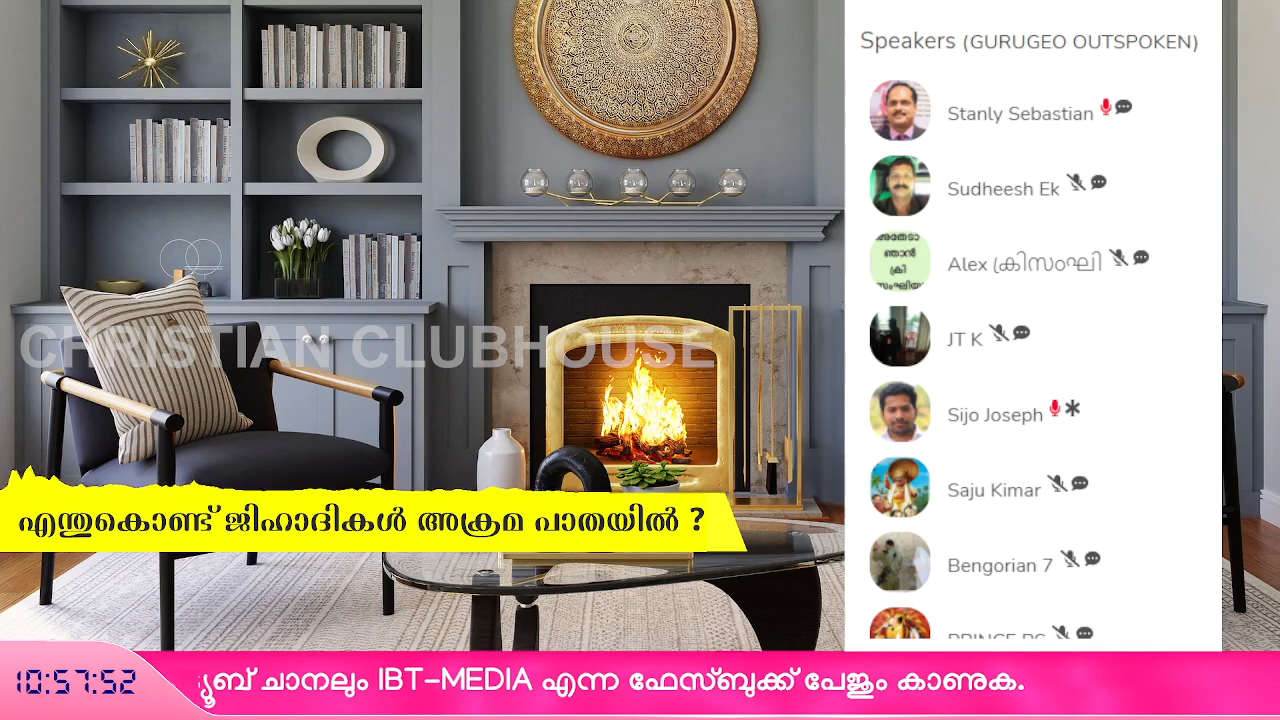 Speakers (GURUGEO OUTSPOKEN)
Stanly Sebastian
Sudheesh Ek
അതേടാ
ഞാൻ
ക്രി
Alex ക്രിസംഘി
JT K
CHRISTIAN CLUBHOUSE
Sijo Joseph
Saju Kimar
എന്തുകൊണ്ട് ജിഹാദികൾ അക്രമ പാതയിൽ ?
Bengorian 7
10:57:52
ചാനലും IBT-MEDIA എന്ന ഫേസ്ബുക്ക് പേജും കാണുക.